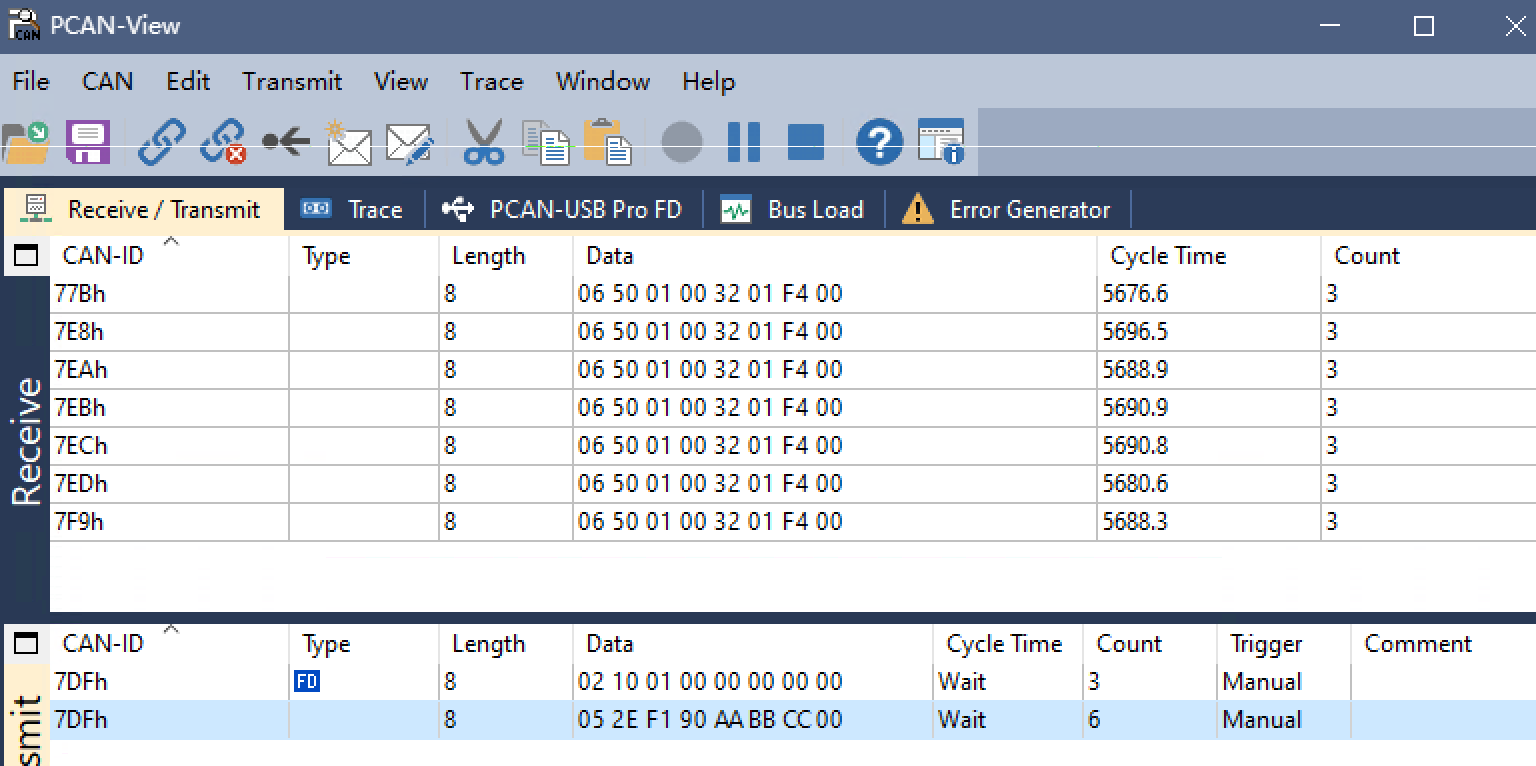 PCAN-View
File CAN Edit Transmit View Trace Window Help
Receive / Transmit Trace PCAN-USB Pro FD Bus Load Error Generator
CAN-ID Type Length Data Cycle Time Count
77Bh 8 06 50 01 00 32 01 F4 00 5676.6 3
7E8h 8 06 50 01 00 32 01 F4 00 5696.5 3
7EAh 8 06 50 01 00 32 01 F4 00 5688.9 3
7EBh 8 06 50 01 00 32 01 F4 00 5690.9 3
7ECh 8 06 50 01 00 32 01 F4 00 5690.8 3
7EDh 8 06 50 01 00 32 01 F4 00 5680.6 3
7F9h 8 06 50 01 00 32 01 F4 00 5688.3 3
Receive
CAN-ID Type Length Data Cycle Time Count Trigger Comment
7DFh FD 8 02 10 01 00 00 00 00 00 Wait 3 Manual
7DFh 8 05 2E F1 90 AA BB CC 00 Wait 6 Manual
smit